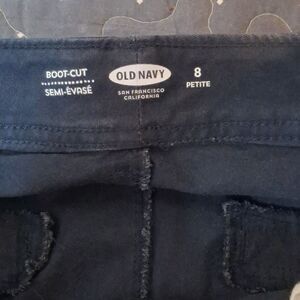 BOOT-CUT
SEMI-ÉVASÉ
OLD NAVY
SAN FRANCISCO
CALIFORNIA
8
PETITE